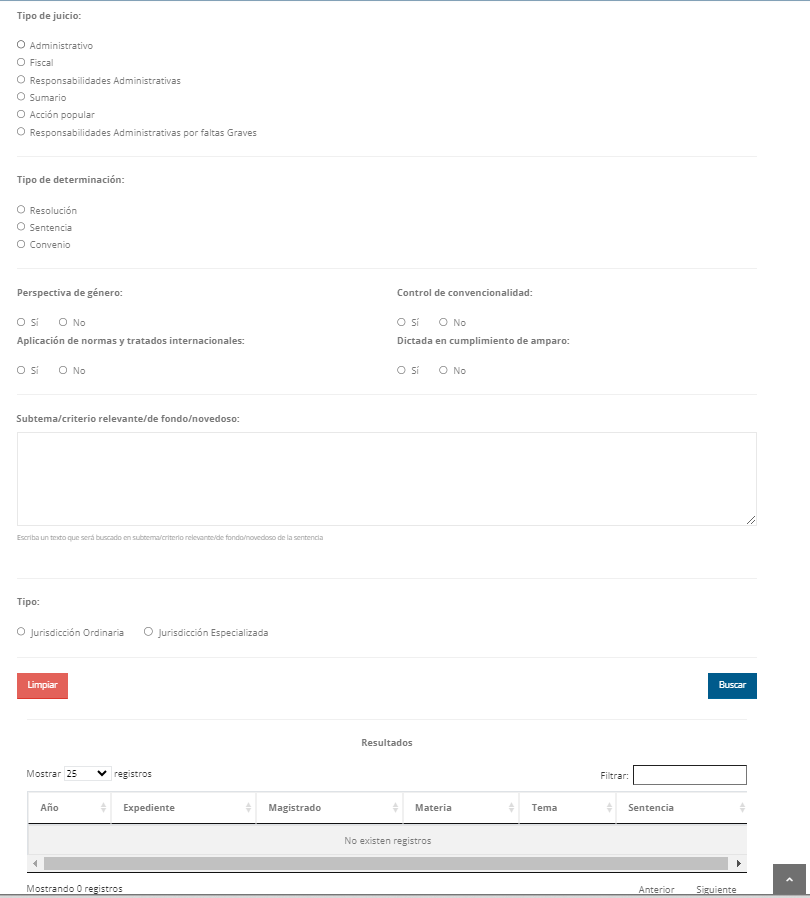 Tipo de juicio:
Administrativo
Fiscal
Responsabilidades Administrativas
Sumario
Acción popular
Responsabilidades Administrativas por faltas Graves
Tipo de determinación:
Resolución
Sentencia
Convenio
Perspectiva de género: Control de convencionalidad:
Sí No Sí No
Aplicación de normas y tratados internacionales: Dictada en cumplimiento de amparo:
Sí No Sí No
Subtema/criterio relevante/de fondo/novedoso:
Escriba un texto que será buscado en subtema/criterio relevante/de fondo/novedoso de la sentencia
Tipo:
Jurisdicción Ordinaria Jurisdicción Especializada
Limpiar Buscar
Resultados
Mostrar 25 registros Filtrar:
Año Expediente Magistrado Materia Tema Sentencia
No existen registros
Mostrando 0 registros Anterior Siguiente